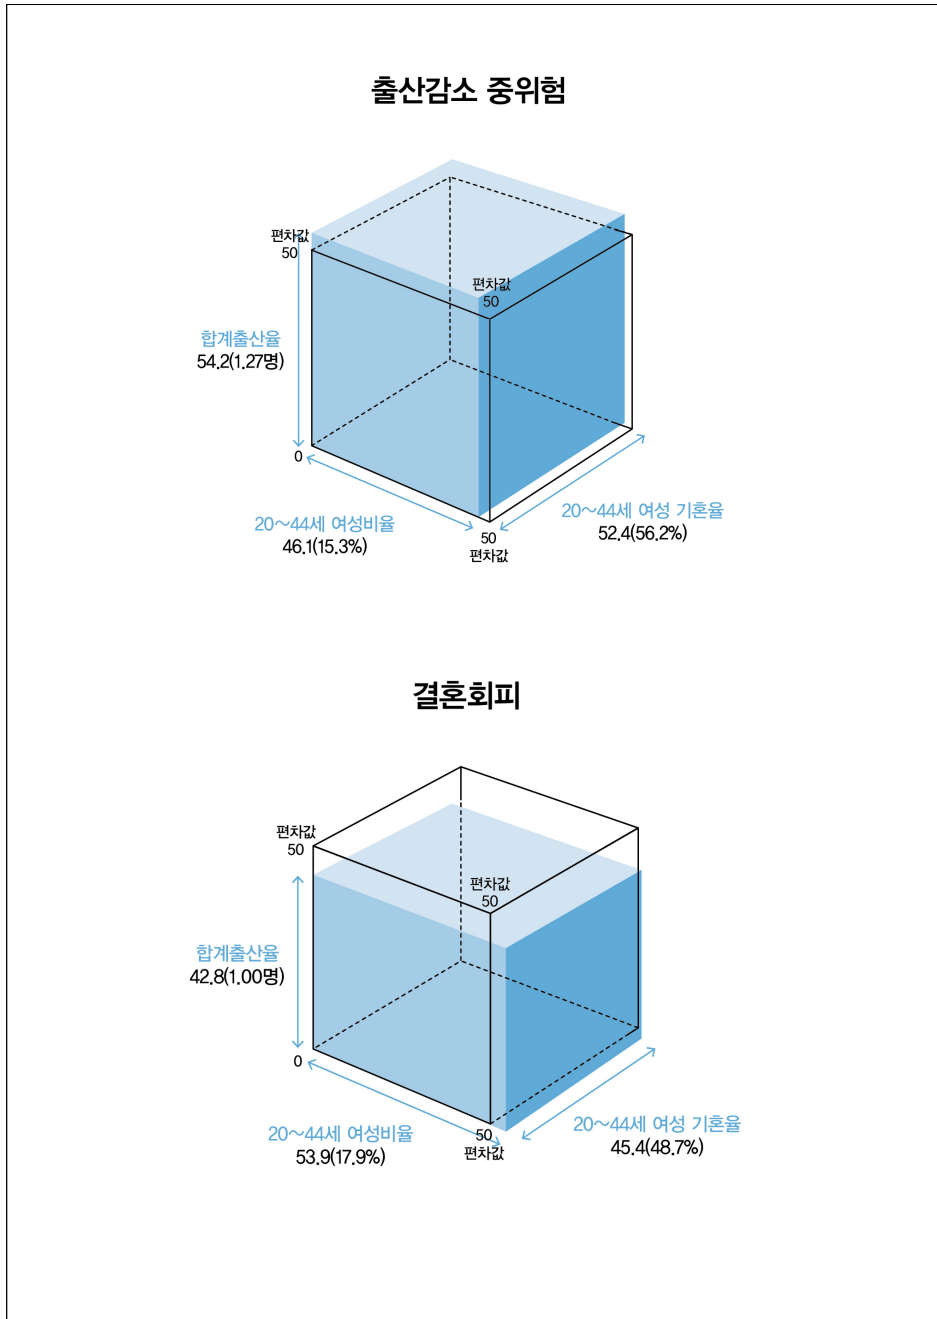 출산감소 중위험
편차값
50
편차값
50
합계출산율
54.2(1.27명)
0
20~44세 여성비율
46.1(15.3%)
50
편차값
20~44세 여성 기혼율
52.4(56.2%)
결혼회피
편차값
50
편차값
50
합계출산율
42.8(1.00명)
0
20~44세 여성비율
53.9(17.9%)
50
편차값
20~44세 여성 기혼율
45.4(48.7%)